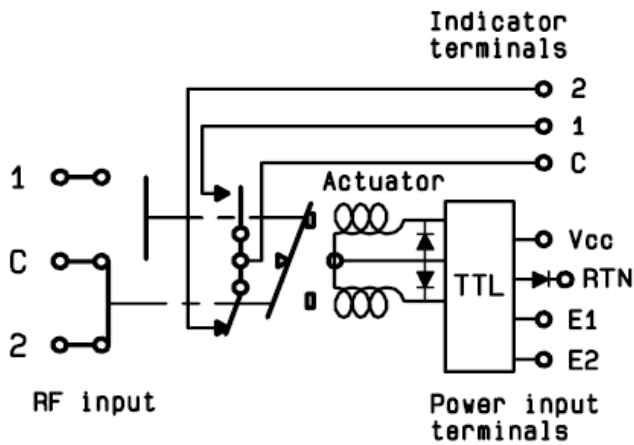 Indicator
terminals
2
1
C
1
C
2
Actuator
TTL
Vcc
RTN
E1
E2
RF input
Power input
terminals